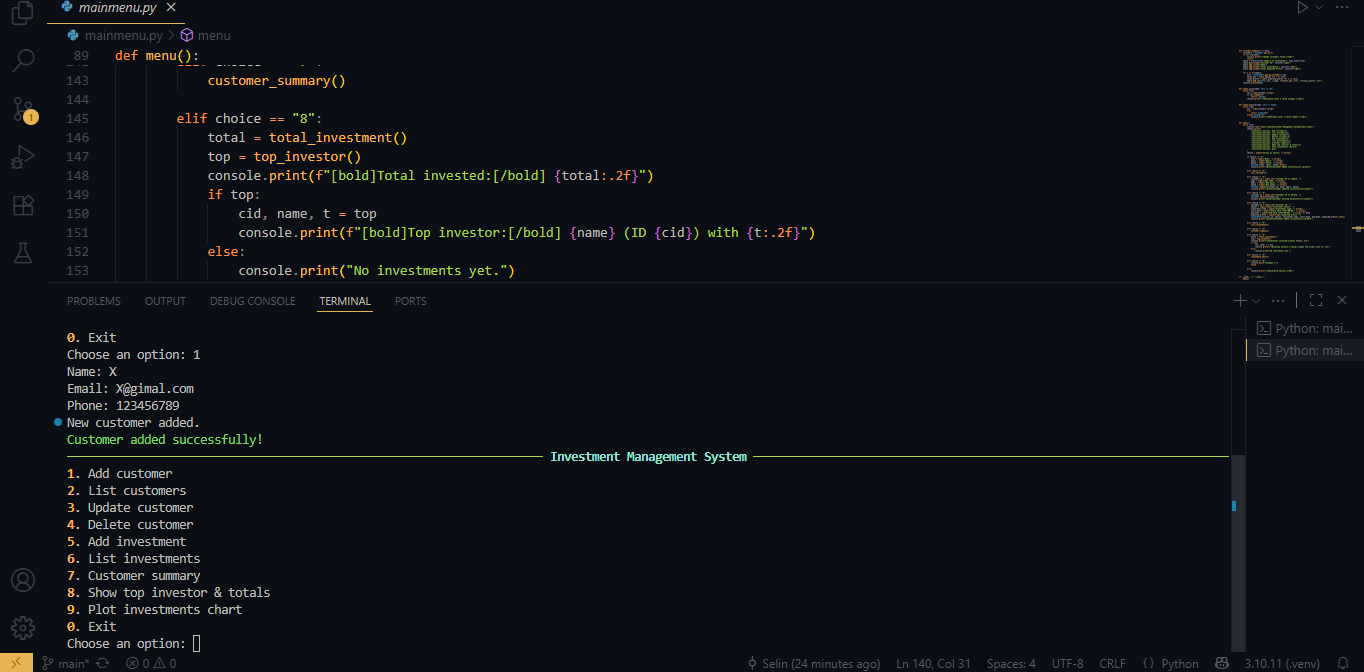 mainmenu.py
mainmenu.py > menu
89 def menu():
143 customer_summary()
144
145 elif choice == "8":
146 total = total_investment()
147 top = top_investor()
148 console.print(f"[bold]Total invested:[/bold] {total:.2f}")
149 if top:
150 cid, name, t = top
151 console.print(f"[bold]Top investor:[/bold] {name} (ID {cid}) with {t:.2f}")
152 else:
153 console.print("No investments yet.")
1
PROBLEMS OUTPUT DEBUG CONSOLE TERMINAL PORTS
Python: mai...
Python: mai...
0. Exit
Choose an option: 1
Name: X
Email: X@gimal.com
Phone: 123456789
New customer added.
Customer added successfully!
Investment Management System
1. Add customer
2. List customers
3. Update customer
4. Delete customer
5. Add investment
6. List investments
7. Customer summary
8. Show top investor & totals
9. Plot investments chart
0. Exit
Choose an option:
main* 0 0 Selin (24 minutes ago) Ln 140, Col 31 Spaces: 4 UTF-8 CRLF {} Python 3.10.11 (.venv)